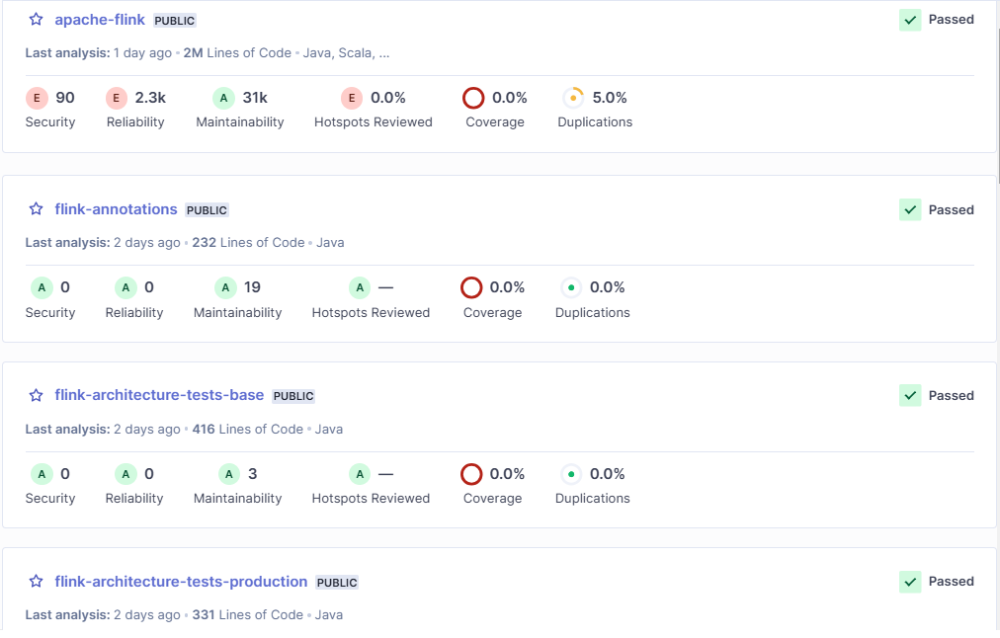 apache-flink PUBLIC Passed
Last analysis: 1 day ago • 2M Lines of Code • Java, Scala, ...
E 90 E 2.3k A 31k E 0.0% 0.0% 5.0%
Security Reliability Maintainability Hotspots Reviewed Coverage Duplications
flink-annotations PUBLIC Passed
Last analysis: 2 days ago • 232 Lines of Code • Java
A 0 A 0 A 19 A — 0.0% 0.0%
Security Reliability Maintainability Hotspots Reviewed Coverage Duplications
flink-architecture-tests-base PUBLIC Passed
Last analysis: 2 days ago • 416 Lines of Code • Java
A 0 A 0 A 3 A — 0.0% 0.0%
Security Reliability Maintainability Hotspots Reviewed Coverage Duplications
flink-architecture-tests-production PUBLIC Passed
Last analysis: 2 days ago • 331 Lines of Code • Java